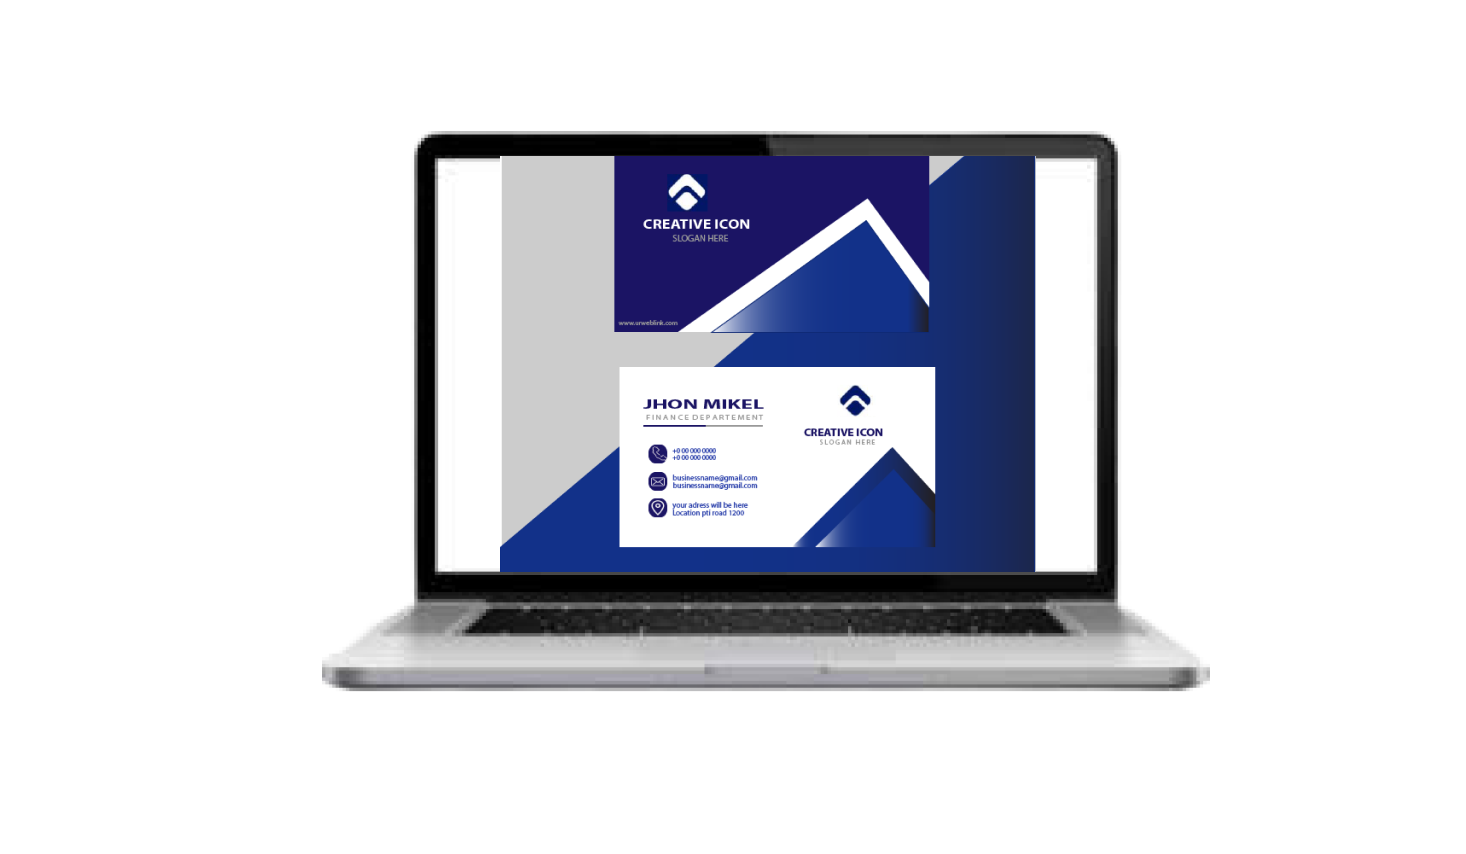 CREATIVE ICON
SLOGAN HERE
www.urweblink.com
JHON MIKEL
FINANCE DEPARTEMENT
+0 00 000 0000
+0 00 000 0000
businessname@gmail.com
businessname@gmail.com
your adress will be here
Location pti road 1200
CREATIVE ICON
SLOGAN HERE